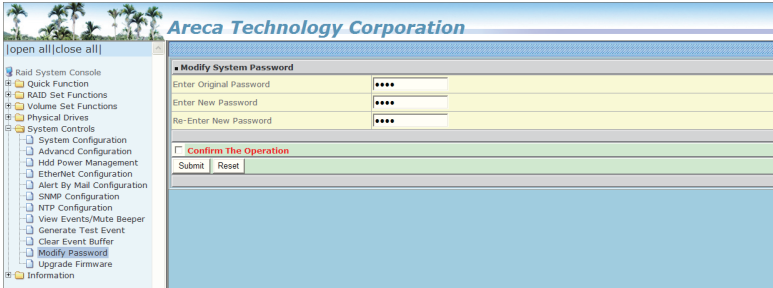 Areca Technology Corporation
|open all|close all|
Raid System Console
Quick Function
RAID Set Functions
Volume Set Functions
Physical Drives
System Controls
System Configuration
Advancd Configuration
Hdd Power Management
EtherNet Configuration
Alert By Mail Configuration
SNMP Configuration
NTP Configuration
View Events/Mute Beeper
Generate Test Event
Clear Event Buffer
Modify Password
Upgrade Firmware
Information
Modify System Password
Enter Original Password ••••
Enter New Password ••••
Re-Enter New Password ••••
Confirm The Operation
Submit Reset